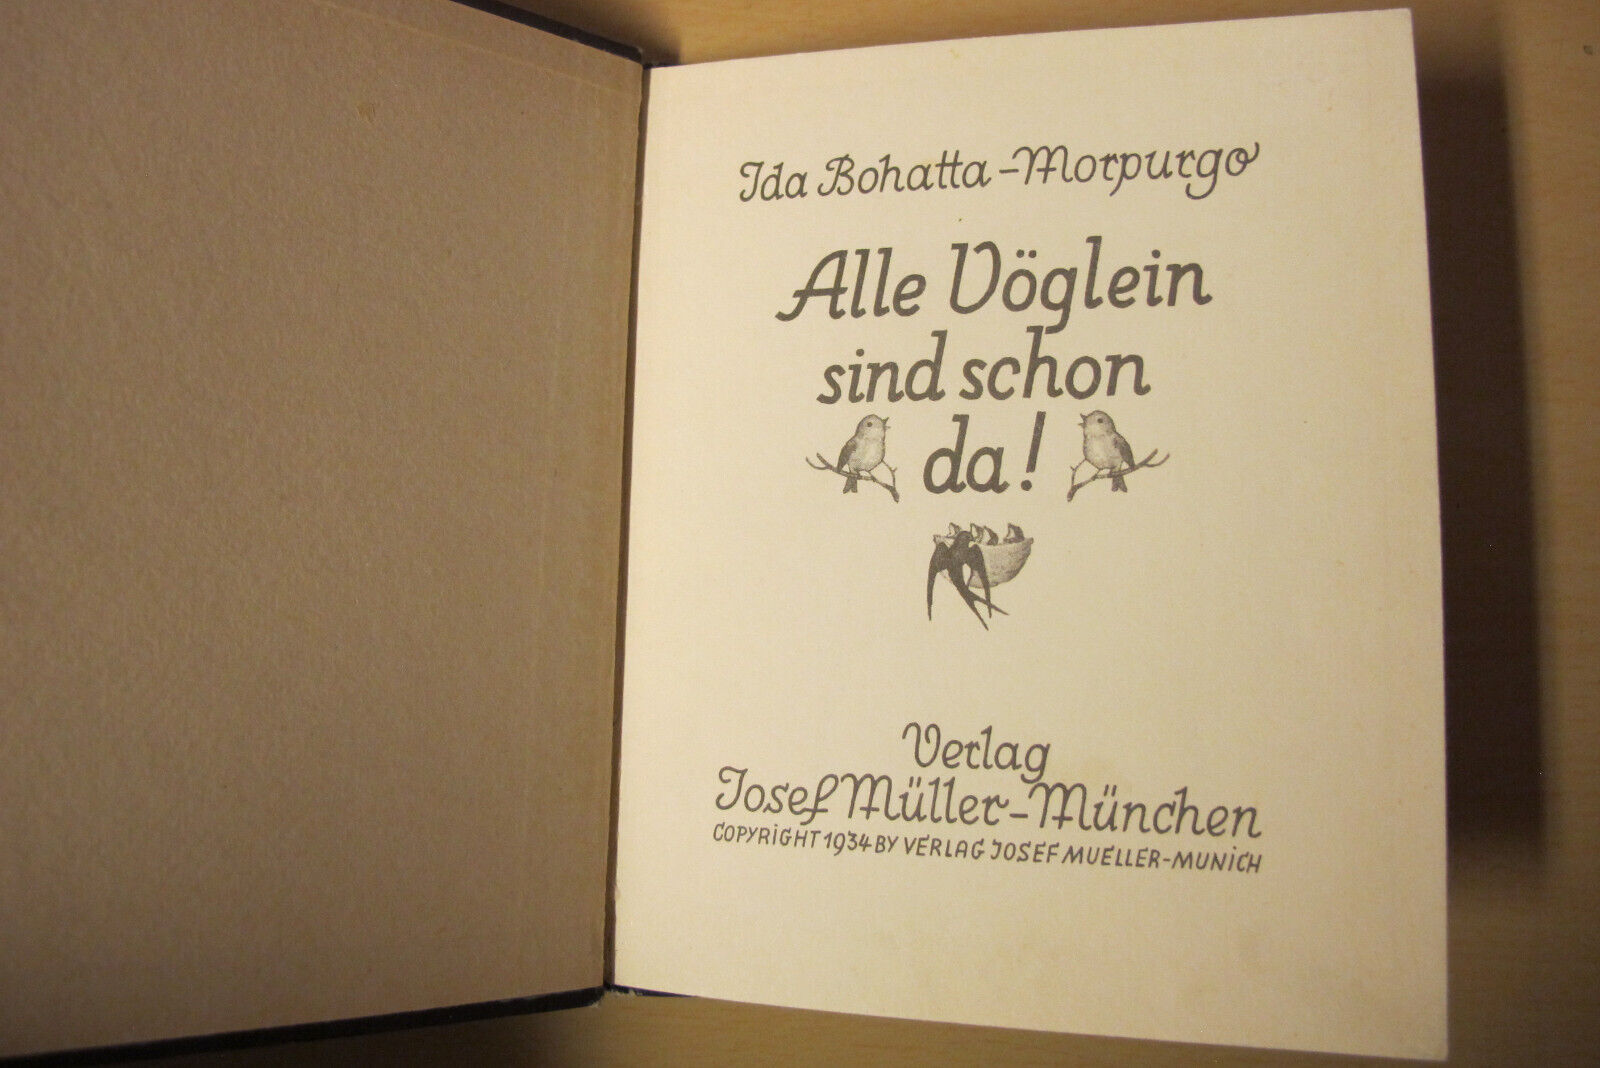 Ida Bohatta-Morpurgo
Alle Vöglein
sind schon
da!
Verlag
Josef Müller-München
COPYRIGHT 1934 BY VERLAG JOSEF MUELLER-MUNICH